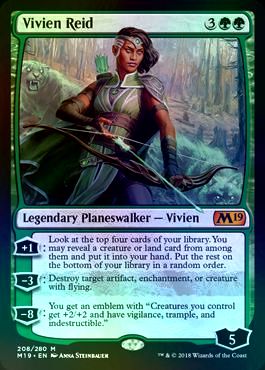 Vivien Reid 3
Legendary Planeswalker — Vivien M19
+1: Look at the top four cards of your library. You
may reveal a creature or land card from among
them and put it into your hand. Put the rest on
the bottom of your library in a random order.
−3: Destroy target artifact, enchantment, or creature
with flying.
−8: You get an emblem with “Creatures you control
get +2/+2 and have vigilance, trample, and
indestructible.”
5
208/280 M
M19 • EN Anna Steinbauer ™ & © 2018 Wizards of the Coast